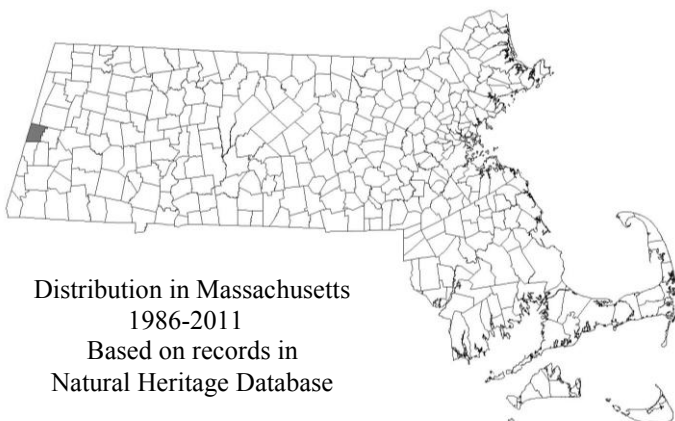 Distribution in Massachusetts
1986-2011
Based on records in
Natural Heritage Database